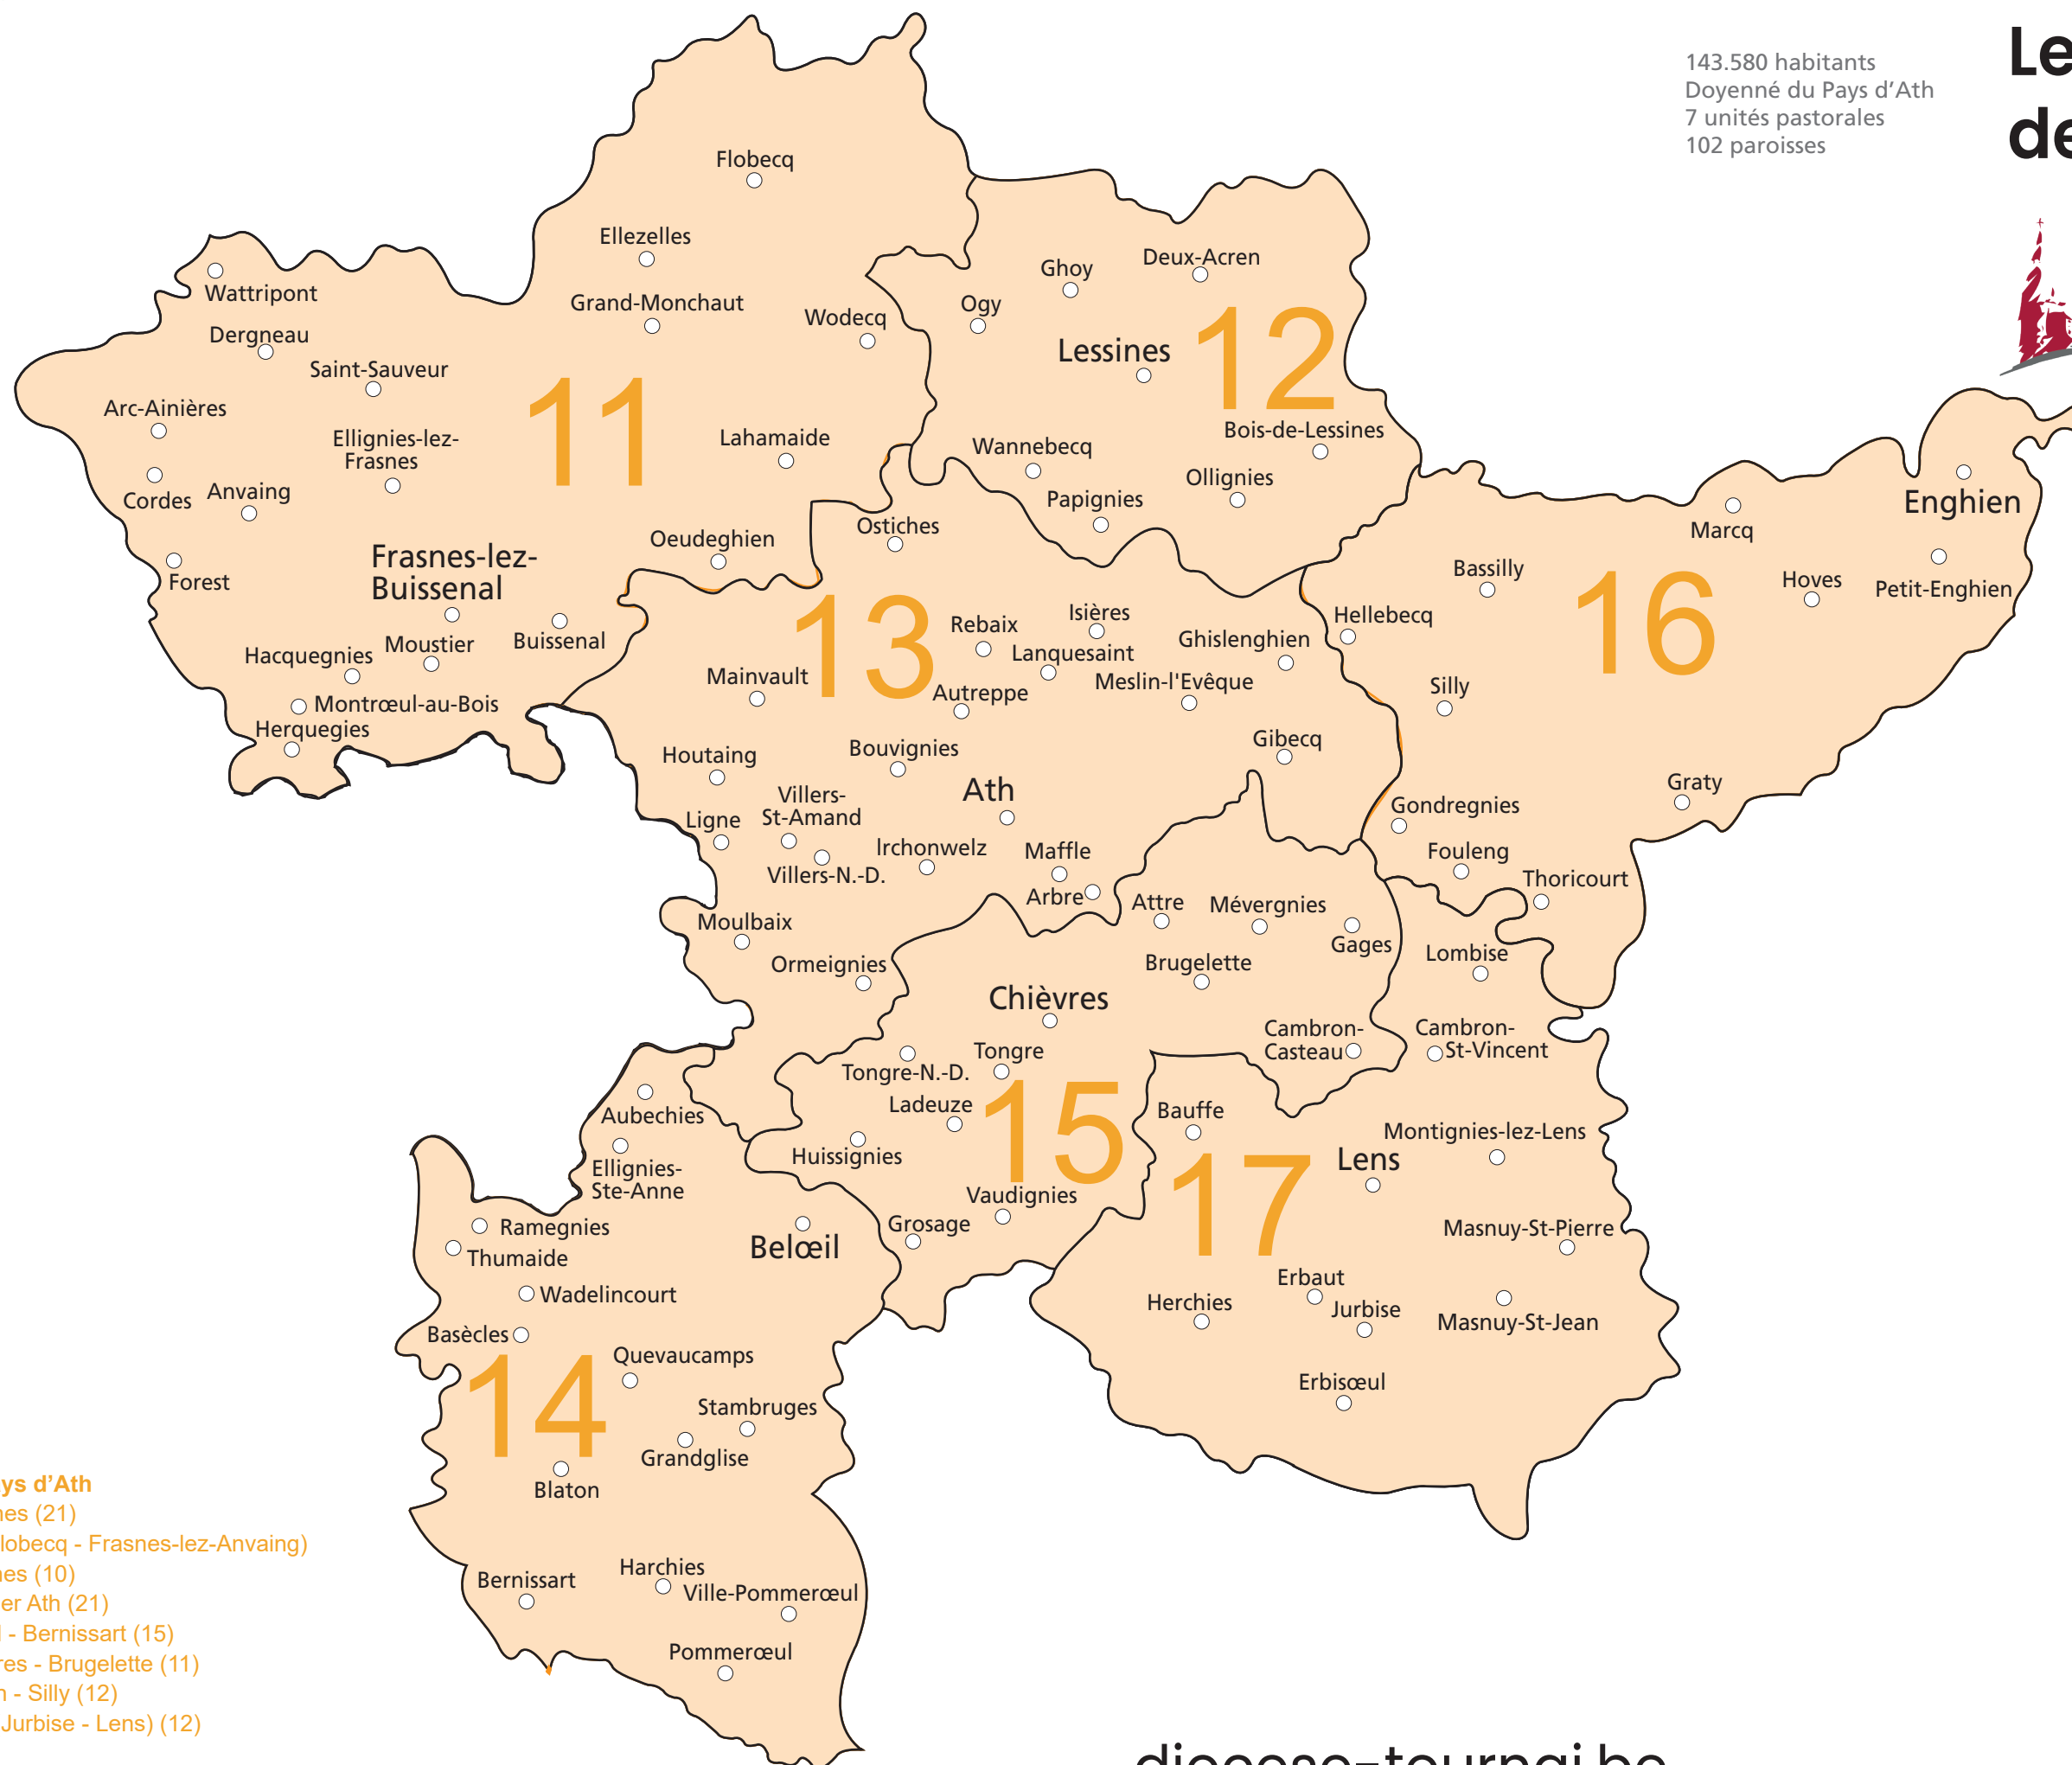 143.580 habitants
Doyenné du Pays d’Ath
7 unités pastorales
102 paroisses
Le
de
Flobecq
Ellezelles
Grand-Monchaut
Wodecq
Wattripont
Dergneau
Saint-Sauveur
Arc-Ainières
Ellignies-lez-
Frasnes
11
Lahamaide
Cordes
Anvaing
Forest
Frasnes-lez-
Buissenal
Oeudeghien
Buissenal
Moustier
Hacquegnies
Montrœul-au-Bois
Herquegies
Deux-Acren
Ghoy
Ogy
Lessines
12
Bois-de-Lessines
Wannebecq
Ollignies
Papignies
Ostiches
13
Rebaix
Isières
Lanquesaint
Ghislenghien
Mainvault
Autreppe
Meslin-l'Evêque
Gibecq
Houtaing
Bouvignies
Ath
Villers-
St-Amand
Ligne
Irchonwelz
Maffle
Villers-N.-D.
Arbre
Moulbaix
Ormeignies
Enghien
Marcq
Bassilly
Hoves
Petit-Enghien
16
Hellebecq
Silly
Graty
Gondregnies
Fouleng
Thoricourt
Attre
Mévergnies
Gages
Brugelette
Chièvres
Cambron-
Casteau
Tongre
Tongre-N.-D.
Ladeuze
15
Huissignies
Vaudignies
Grosage
Lombise
Cambron-
St-Vincent
Bauffe
Montignies-lez-Lens
Lens
17
Masnuy-St-Pierre
Erbaut
Herchies
Jurbise
Masnuy-St-Jean
Erbisœul
Aubechies
Ellignies-
Ste-Anne
Ramegnies
Thumaide
Belœil
Wadelincourt
Basècles
Quevaucamps
14
Stambruges
Grandglise
Blaton
Harchies
Bernissart
Ville-Pommerœul
Pommerœul
ys d’Ath
nes (21)
lobecq - Frasnes-lez-Anvaing)
nes (10)
er Ath (21)
l - Bernissart (15)
res - Brugelette (11)
n - Silly (12)
Jurbise - Lens) (12)
diocese-tournai.be